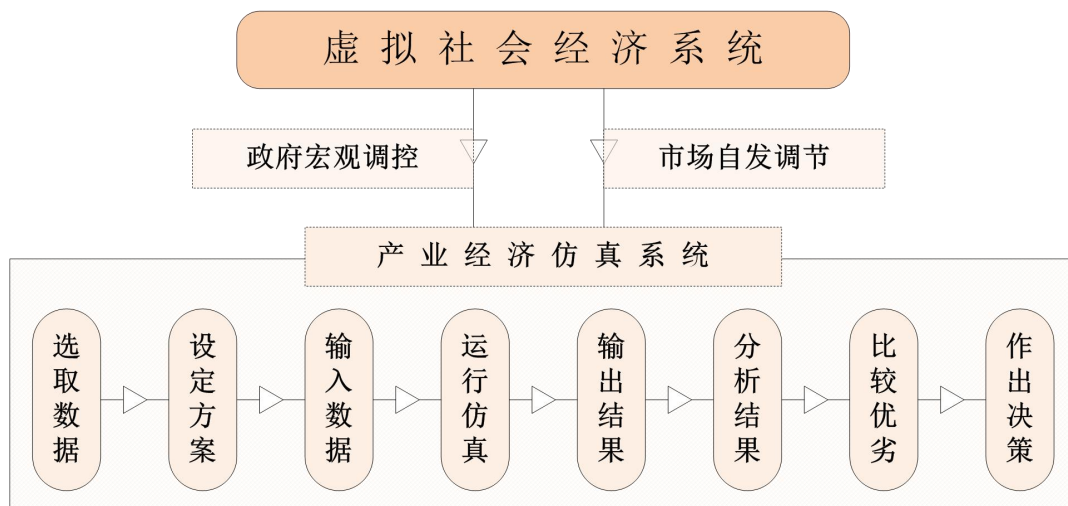 虚拟社会经济系统
政府宏观调控
市场自发调节
产业经济仿真系统
选取数据
设定方案
输入数据
运行仿真
输出结果
分析结果
比较优劣
作出决策